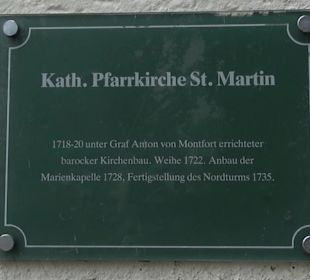 Kath. Pfarrkirche St. Martin
1718-20 unter Graf Anton von Montfort errichteter
barocker Kirchenbau. Weihe 1722. Anbau der
Marienkapelle 1728, Fertigstellung des Nordturms 1735.